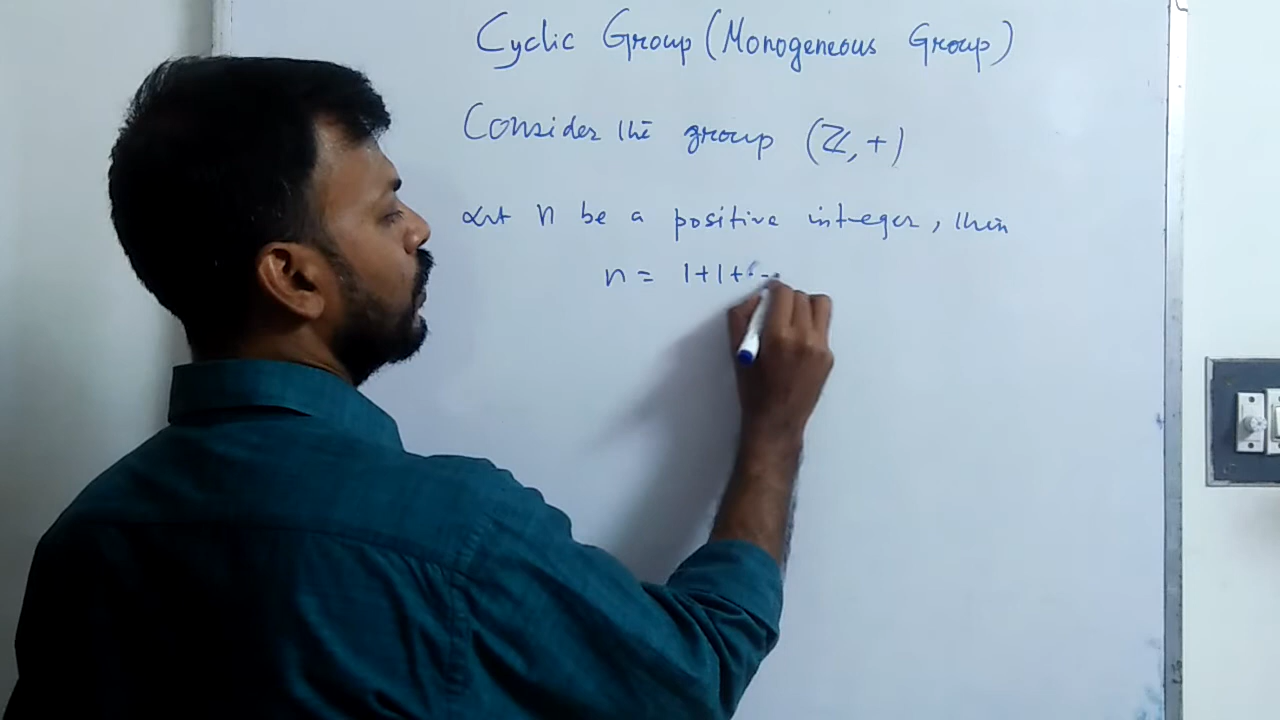 Cyclic Group (Monogeneous Group)
Consider the group (ℤ, +)
Let n be a positive integer, then
n = 1+1+...